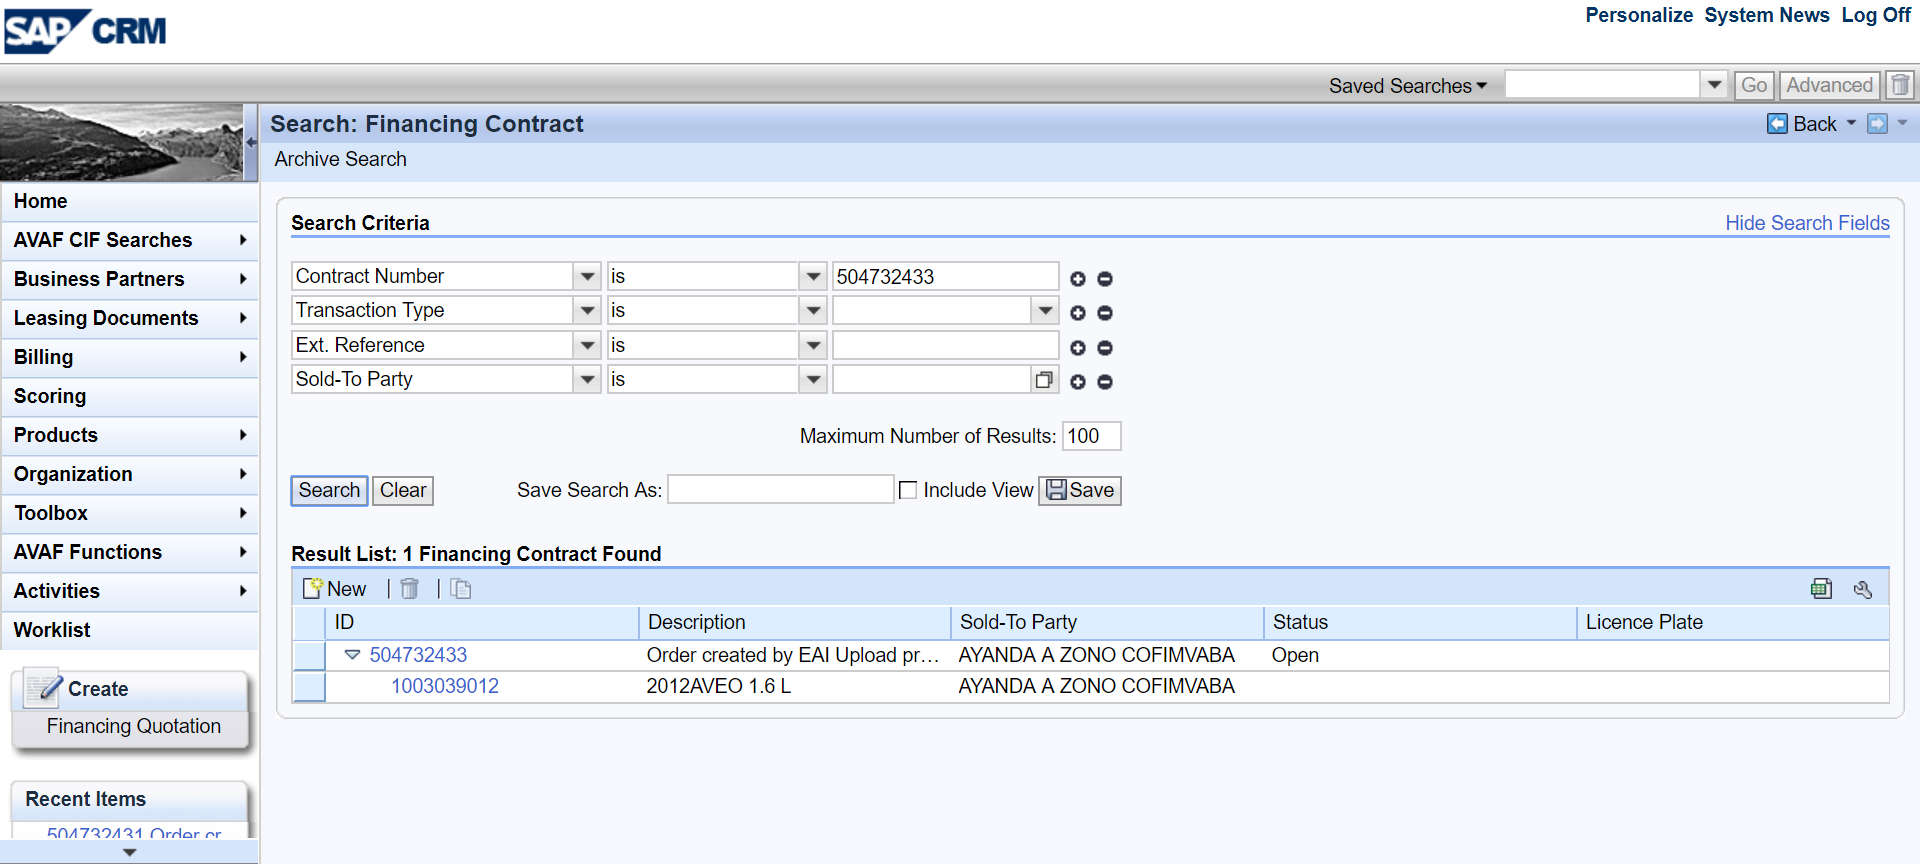 SAP CRM
Personalize System News Log Off
Saved Searches Go Advanced
Search: Financing Contract
Back
Archive Search
Home
AVAF CIF Searches
Business Partners
Leasing Documents
Billing
Scoring
Products
Organization
Toolbox
AVAF Functions
Activities
Worklist
Create
Financing Quotation
Recent Items
504732431 Order cr
Search Criteria
Hide Search Fields
Contract Number is 504732433
Transaction Type is
Ext. Reference is
Sold-To Party is
Maximum Number of Results: 100
Search Clear Save Search As: Include View Save
Result List: 1 Financing Contract Found
New
ID Description Sold-To Party Status Licence Plate
504732433 Order created by EAI Upload pr... AYANDA A ZONO COFIMVABA Open
1003039012 2012AVEO 1.6 L AYANDA A ZONO COFIMVABA